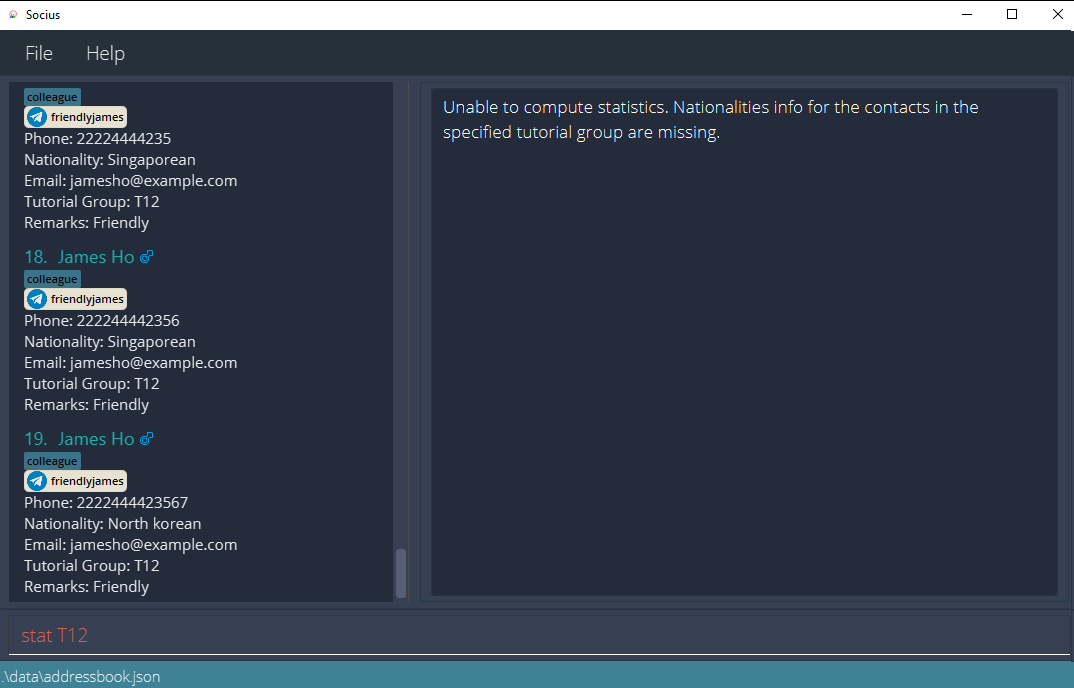 Socius
File Help
colleague
friendlyjames
Phone: 22224444235
Nationality: Singaporean
Email: jamesho@example.com
Tutorial Group: T12
Remarks: Friendly
18. James Ho
colleague
friendlyjames
Phone: 222244442356
Nationality: Singaporean
Email: jamesho@example.com
Tutorial Group: T12
Remarks: Friendly
19. James Ho
colleague
friendlyjames
Phone: 2222444423567
Nationality: North korean
Email: jamesho@example.com
Tutorial Group: T12
Remarks: Friendly
Unable to compute statistics. Nationalities info for the contacts in the
specified tutorial group are missing.
stat T12
.\data\addressbook.json